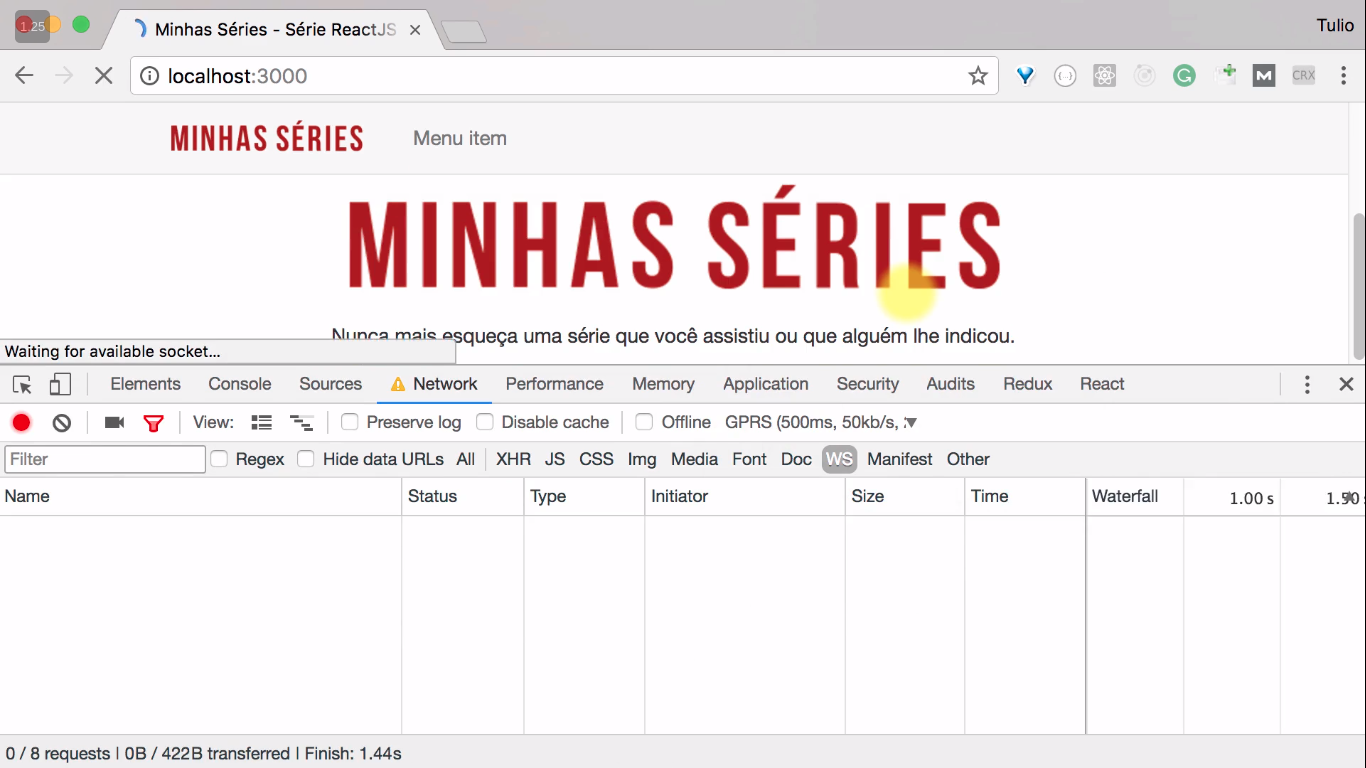 1.25
Minhas Séries - Série ReactJS
Tulio
localhost:3000
CRX
MINHAS SÉRIES
Menu item
MINHAS SÉRIES
Nunca mais esqueça uma série que você assistiu ou que alguém lhe indicou.
Waiting for available socket...
Elements Console Sources Network Performance Memory Application Security Audits Redux React
View: Preserve log Disable cache Offline GPRS (500ms, 50kb/s,
Filter Regex Hide data URLs All XHR JS CSS Img Media Font Doc WS Manifest Other
Name Status Type Initiator Size Time Waterfall 1.00 s 1.50 s
0 / 8 requests | 0B / 422B transferred | Finish: 1.44s